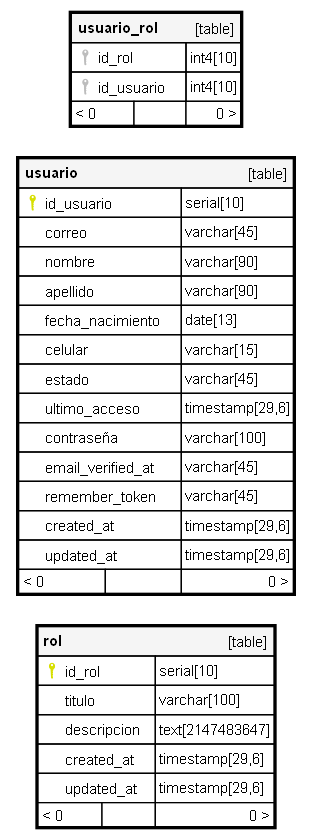 usuario_rol [table]
id_rol int4[10]
id_usuario int4[10]
< 0 0 >
usuario [table]
id_usuario serial[10]
correo varchar[45]
nombre varchar[90]
apellido varchar[90]
fecha_nacimiento date[13]
celular varchar[15]
estado varchar[45]
ultimo_acceso timestamp[29,6]
contraseña varchar[100]
email_verified_at varchar[45]
remember_token varchar[45]
created_at timestamp[29,6]
updated_at timestamp[29,6]
< 0 0 >
rol [table]
id_rol serial[10]
titulo varchar[100]
descripcion text[2147483647]
created_at timestamp[29,6]
updated_at timestamp[29,6]
< 0 0 >